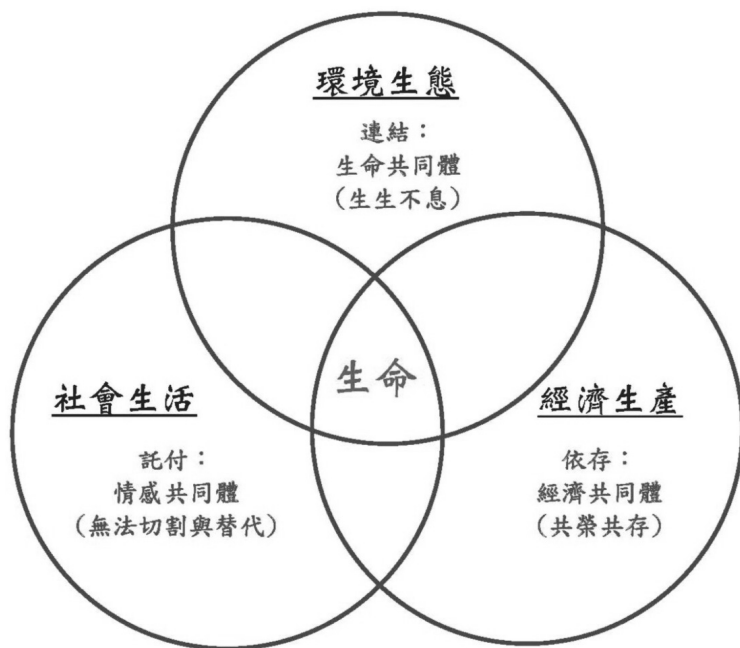 環境生態
連結：
生命共同體
(生生不息)
生命
社會生活
託付：
情感共同體
(無法切割與替代)
經濟生產
依存：
經濟共同體
(共榮共存)